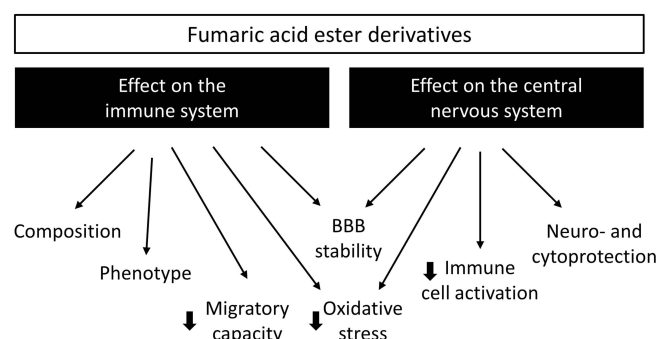 Fumaric acid ester derivatives
Effect on the
immune system
Effect on the central
nervous system
Composition
Phenotype
Migratory
capacity
BBB
stability
Oxidative
stress
Immune
cell activation
Neuro- and
cytoprotection